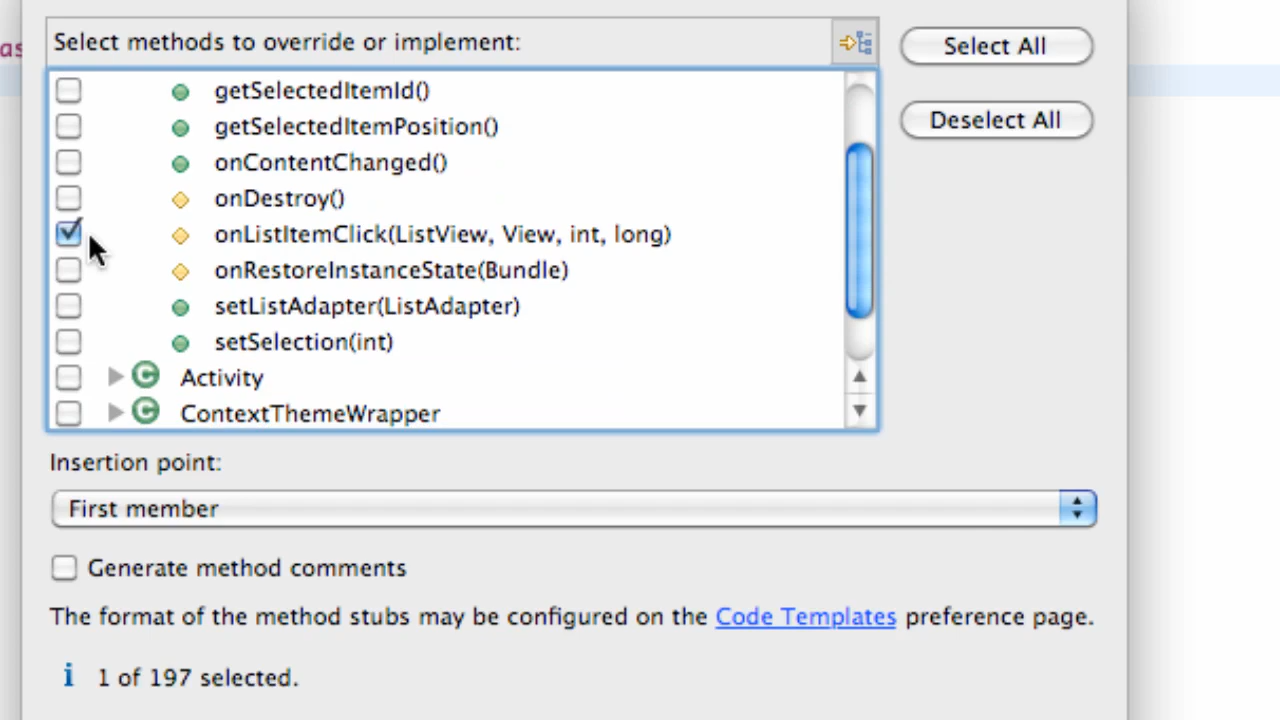 as
Select methods to override or implement:
Select All
Deselect All
getSelectedItemId()
getSelectedItemPosition()
onContentChanged()
onDestroy()
onListItemClick(ListView, View, int, long)
onRestoreInstanceState(Bundle)
setListAdapter(ListAdapter)
setSelection(int)
C Activity
C ContextThemeWrapper
Insertion point:
First member
Generate method comments
The format of the method stubs may be configured on the Code Templates preference page.
i 1 of 197 selected.